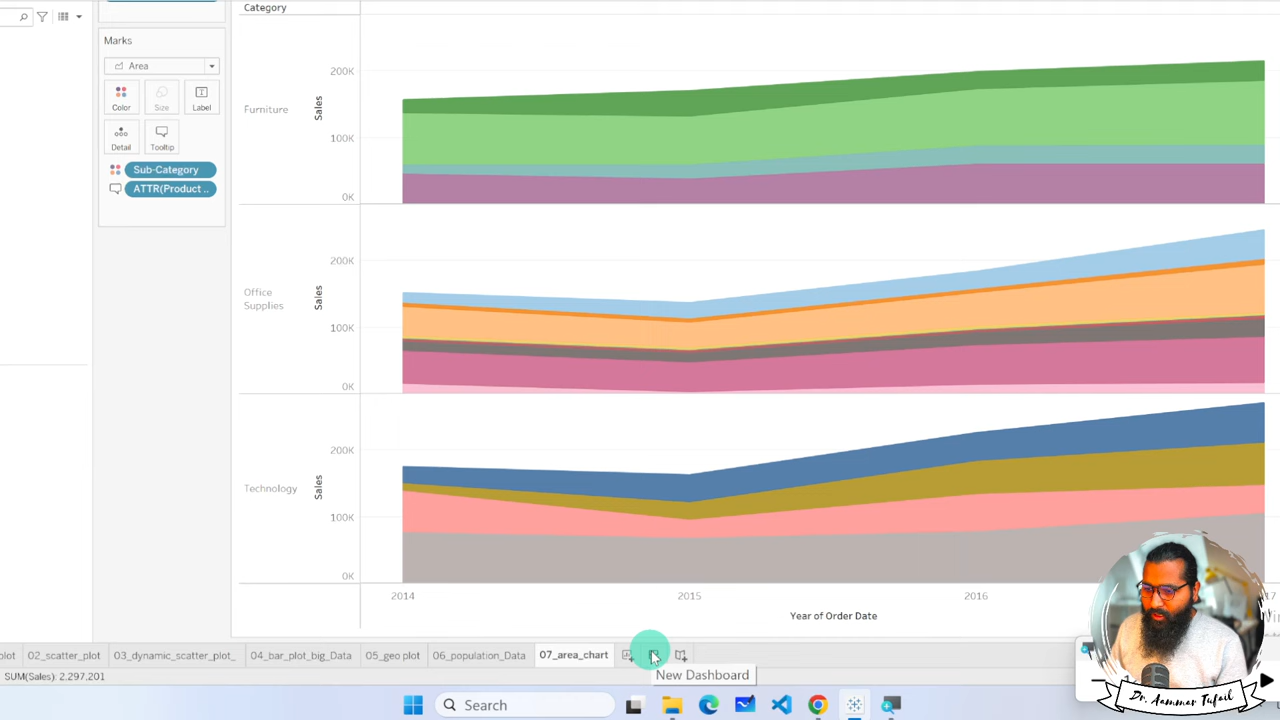 Category
Marks
Area
Color
Size
Label
Detail
Tooltip
Sub-Category
ATTR(Product ..
Furniture
Sales
200K
100K
0K
Office
Supplies
Sales
200K
100K
0K
Technology
Sales
200K
100K
0K
2014
2015
2016
17
Year of Order Date
plot
02_scatter_plot
03_dynamic_scatter_plot_
04_bar_plot_big_Data
05_geo plot
06_population_Data
07_area_chart
New Dashboard
SUM(Sales): 2,297,201
Search
Dr. Aammar Tufail